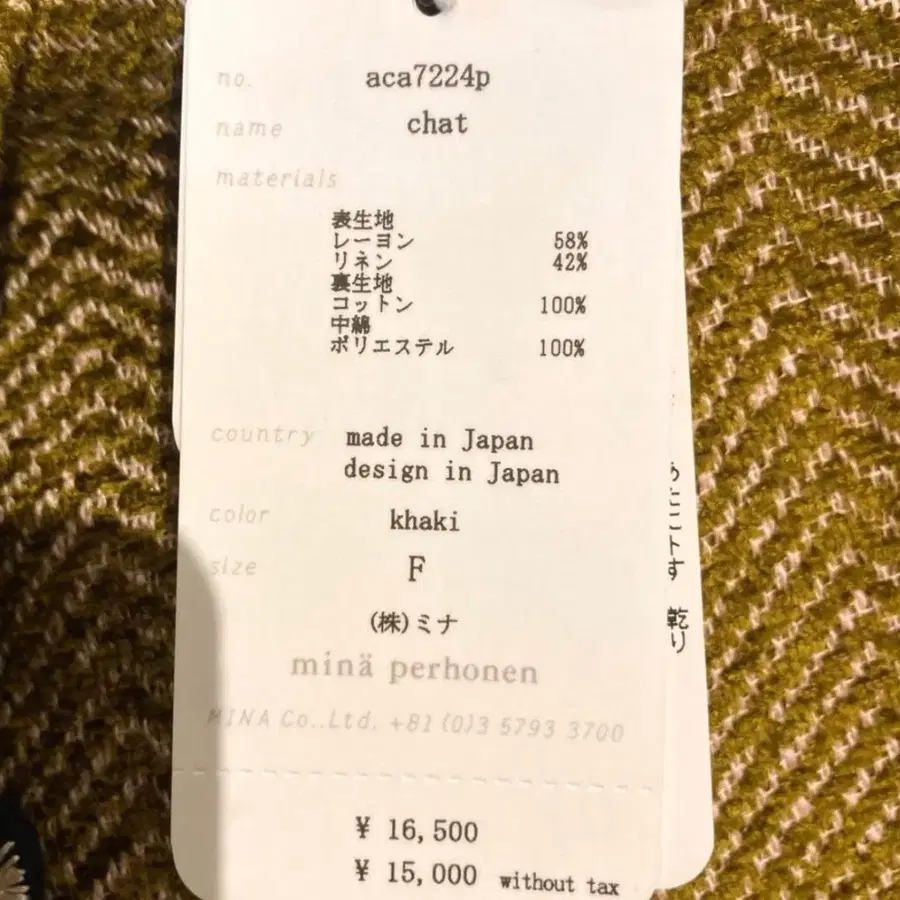 no. aca7224p
name chat
materials
表生地
レーヨン 58%
リネン 42%
裏生地
コットン 100%
中綿
ポリエステル 100%
country made in Japan
design in Japan
color khaki
size F
(株)ミナ
minä perhonen
MINA Co.,Ltd. +81(0)3 5793 3700
¥ 16,500
¥ 15,000 without tax